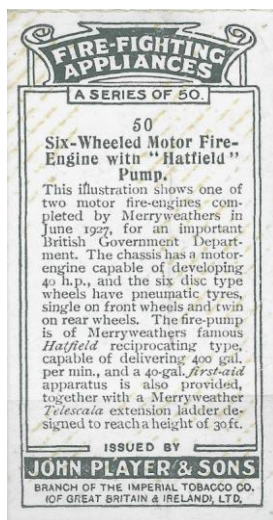 FIRE-FIGHTING
APPLIANCES
A SERIES OF 50.
50
Six-Wheeled Motor Fire-
Engine with "Hatfield"
Pump.
This illustration shows one of
two motor fire-engines com-
pleted by Merryweathers in
June 1927, for an important
British Government Depart-
ment. The chassis has a motor-
engine capable of developing
40 h.p., and the six disc type
wheels have pneumatic tyres,
single on front wheels and twin
on rear wheels. The fire-pump
is of Merryweathers famous
Hatfield reciprocating type,
capable of delivering 400 gal.
per min., and a 40-gal. first-aid
apparatus is also provided,
together with a Merryweather
Telescala extension ladder de-
signed to reach a height of 30ft.
ISSUED BY
JOHN PLAYER & SONS
BRANCH OF THE IMPERIAL TOBACCO CO.
(OF GREAT BRITAIN & IRELAND), LTD.